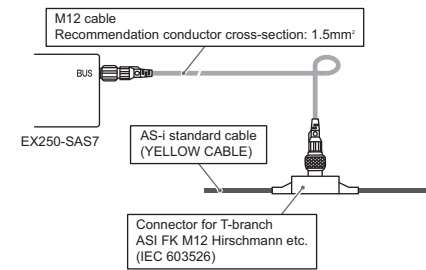 M12 cable
Recommendation conductor cross-section: 1.5mm²
BUS
EX250-SAS7
AS-i standard cable
(YELLOW CABLE)
Connector for T-branch
ASI FK M12 Hirschmann etc.
(IEC 603526)